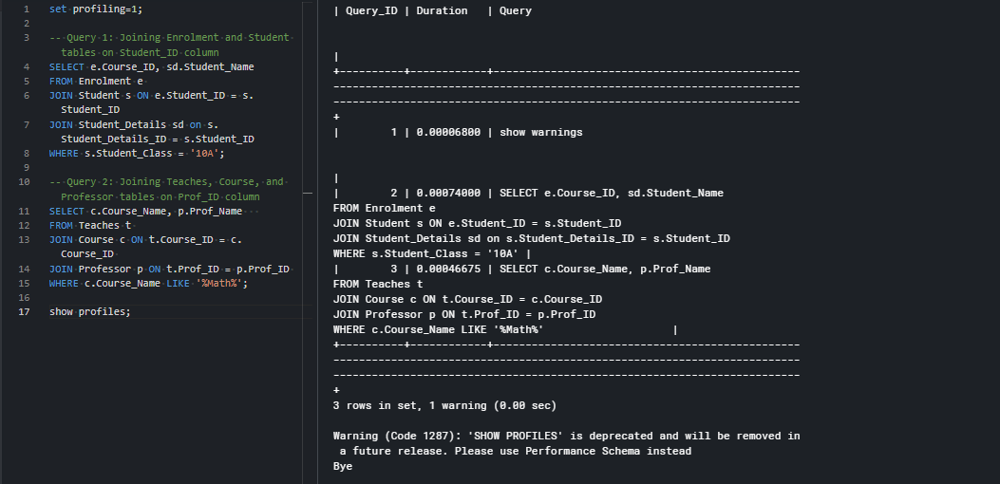 1 set profiling=1;
2
3 -- Query 1: Joining Enrolment and Student
tables on Student_ID column
4 SELECT e.Course_ID, sd.Student_Name
5 FROM Enrolment e
6 JOIN Student s ON e.Student_ID = s.
Student_ID
7 JOIN Student_Details sd on s.
Student_Details_ID = s.Student_ID
8 WHERE s.Student_Class = '10A';
9
10 -- Query 2: Joining Teaches, Course, and
Professor tables on Prof_ID column
11 SELECT c.Course_Name, p.Prof_Name
12 FROM Teaches t
13 JOIN Course c ON t.Course_ID = c.
Course_ID
14 JOIN Professor p ON t.Prof_ID = p.Prof_ID
15 WHERE c.Course_Name LIKE '%Math%';
16
17 show profiles;
| Query_ID | Duration | Query
|
+----------+------------+------------------------------------------------
-------------------------------------------------------------------------
-------------------------------------------------------------------------
+
| 1 | 0.00006800 | show warnings
|
| 2 | 0.00074000 | SELECT e.Course_ID, sd.Student_Name
FROM Enrolment e
JOIN Student s ON e.Student_ID = s.Student_ID
JOIN Student_Details sd on s.Student_Details_ID = s.Student_ID
WHERE s.Student_Class = '10A' |
| 3 | 0.00046675 | SELECT c.Course_Name, p.Prof_Name
FROM Teaches t
JOIN Course c ON t.Course_ID = c.Course_ID
JOIN Professor p ON t.Prof_ID = p.Prof_ID
WHERE c.Course_Name LIKE '%Math%' |
+----------+------------+------------------------------------------------
-------------------------------------------------------------------------
-------------------------------------------------------------------------
+
3 rows in set, 1 warning (0.00 sec)
Warning (Code 1287): 'SHOW PROFILES' is deprecated and will be removed in
a future release. Please use Performance Schema instead
Bye